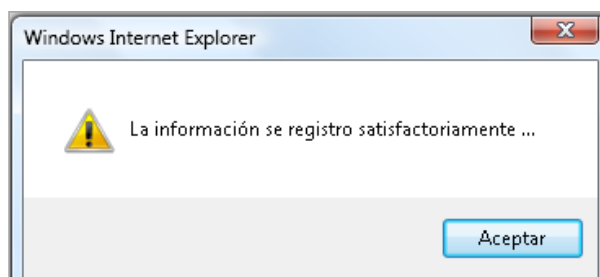 Windows Internet Explorer
La información se registro satisfactoriamente ...
Aceptar